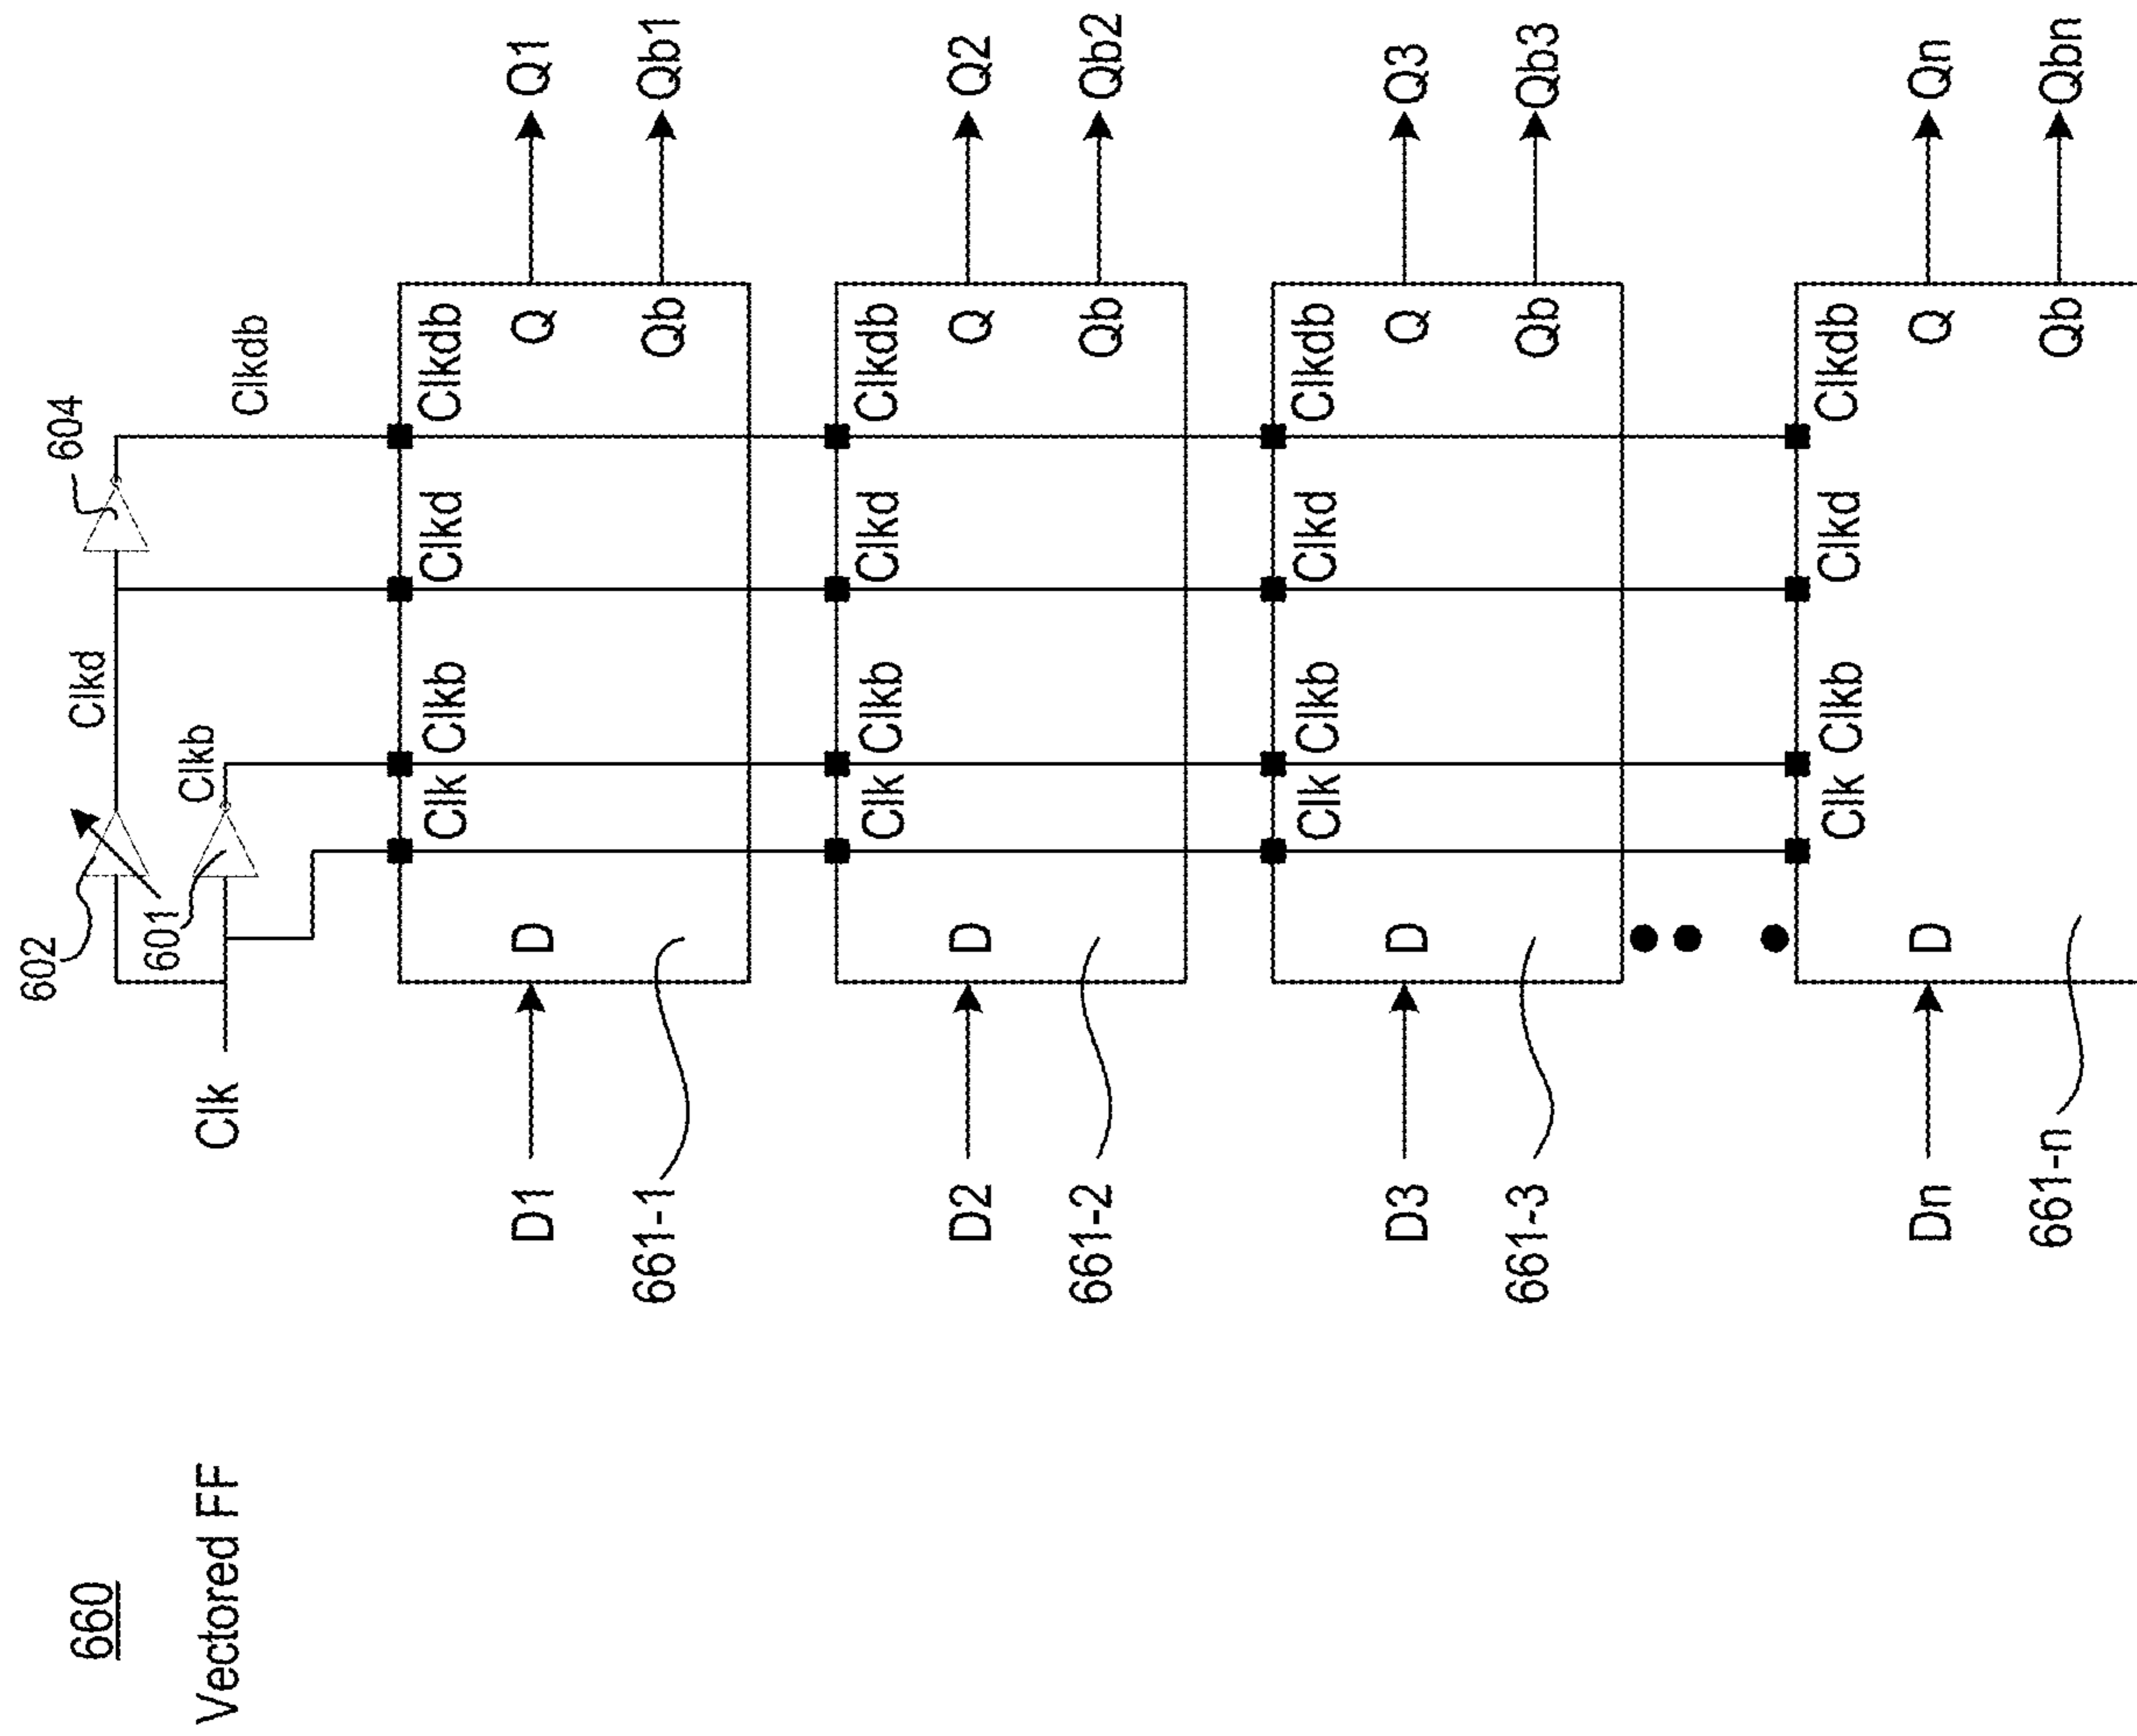 660
Vectored FF
Clk
602
601
604
Clkb
Clkd
Clkdb
D1
661-1
D
Clk
Clkb
Clkd
Clkdb
Q
Qb
Q1
Qb1
D2
661-2
D
Clk
Clkb
Clkd
Clkdb
Q
Qb
Q2
Qb2
D3
661-3
D
Clk
Clkb
Clkd
Clkdb
Q
Qb
Q3
Qb3
Dn
661-n
D
Clk
Clkb
Clkd
Clkdb
Q
Qb
Qn
Qbn